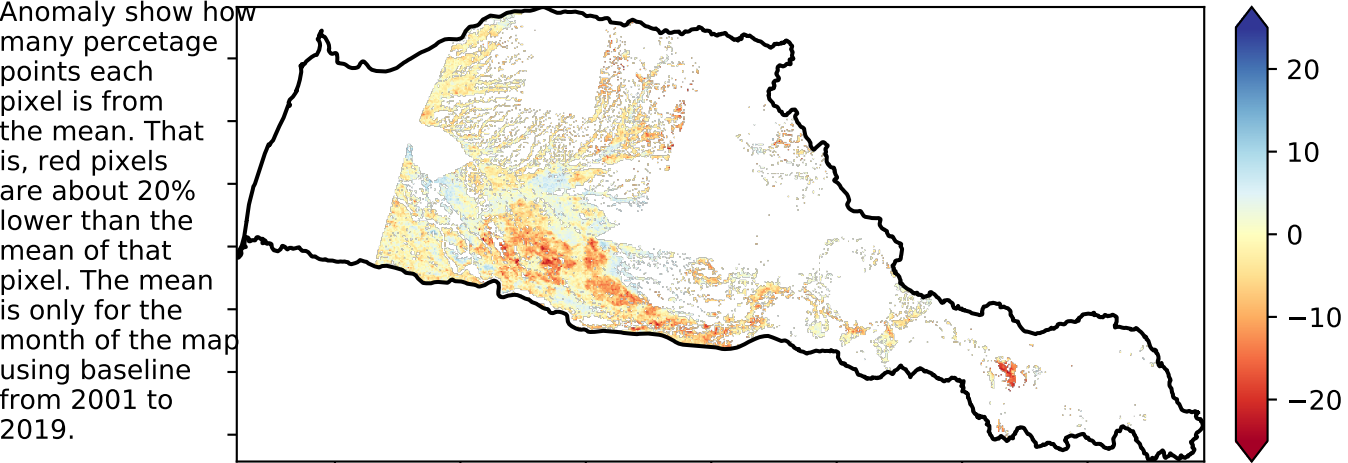 Anomaly show how
many percetage
points each
pixel is from
the mean. That
is, red pixels
are about 20%
lower than the
mean of that
pixel. The mean
is only for the
month of the map
using baseline
from 2001 to
2019.
20
10
0
−10
−20